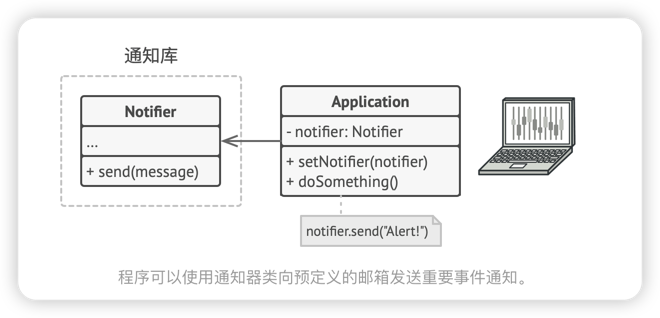 通知库
Notifier
...
+ send(message)
Application
- notifier: Notifier
+ setNotifier(notifier)
+ doSomething()
notifier.send("Alert!")
程序可以使用通知器类向预定义的邮箱发送重要事件通知。